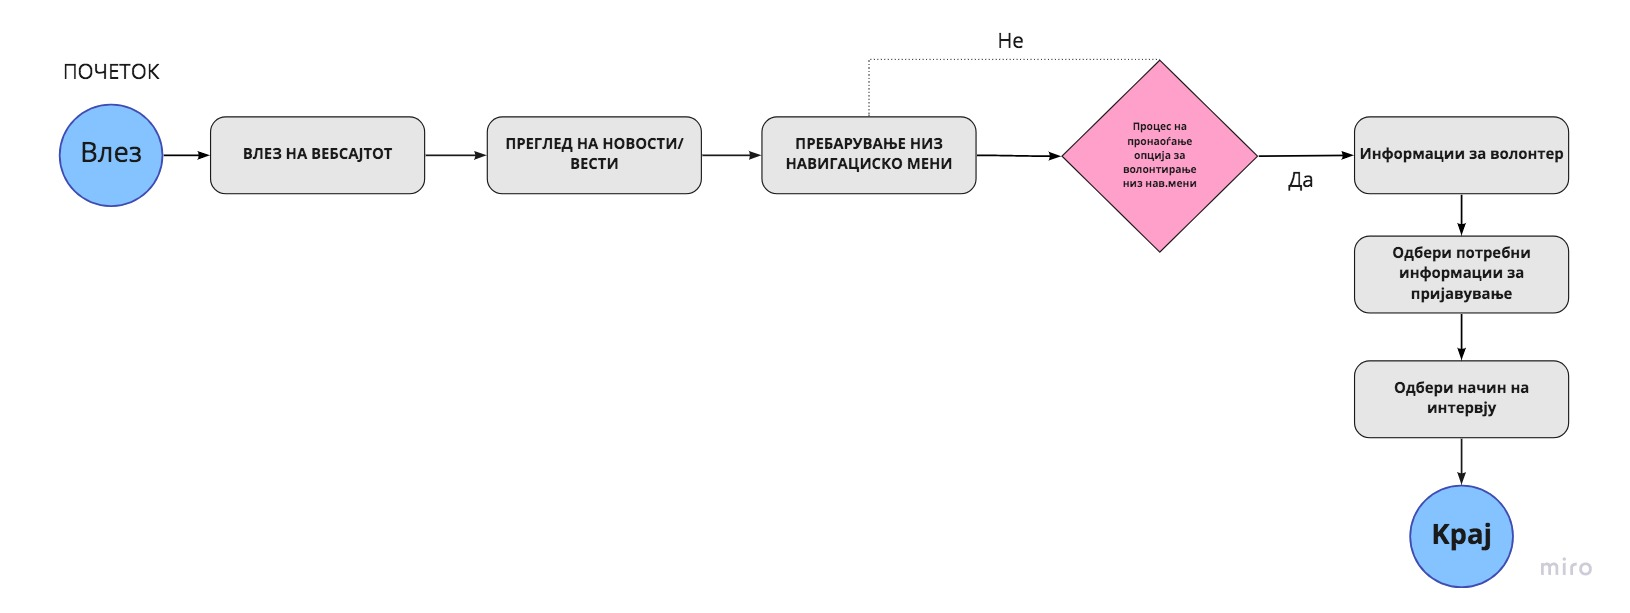 ПОЧЕТОК
Влез
ВЛЕЗ НА ВЕБСАЈТОТ
ПРЕГЛЕД НА НОВОСТИ/
ВЕСТИ
ПРЕБАРУВАЊЕ НИЗ
НАВИГАЦИСКО МЕНИ
Не
Процес на
пронаоѓање
опција за
волонтирање
низ нав.мени
Да
Информации за волонтер
Одбери потребни
информации за
пријавување
Одбери начин на
интервју
Крај
miro